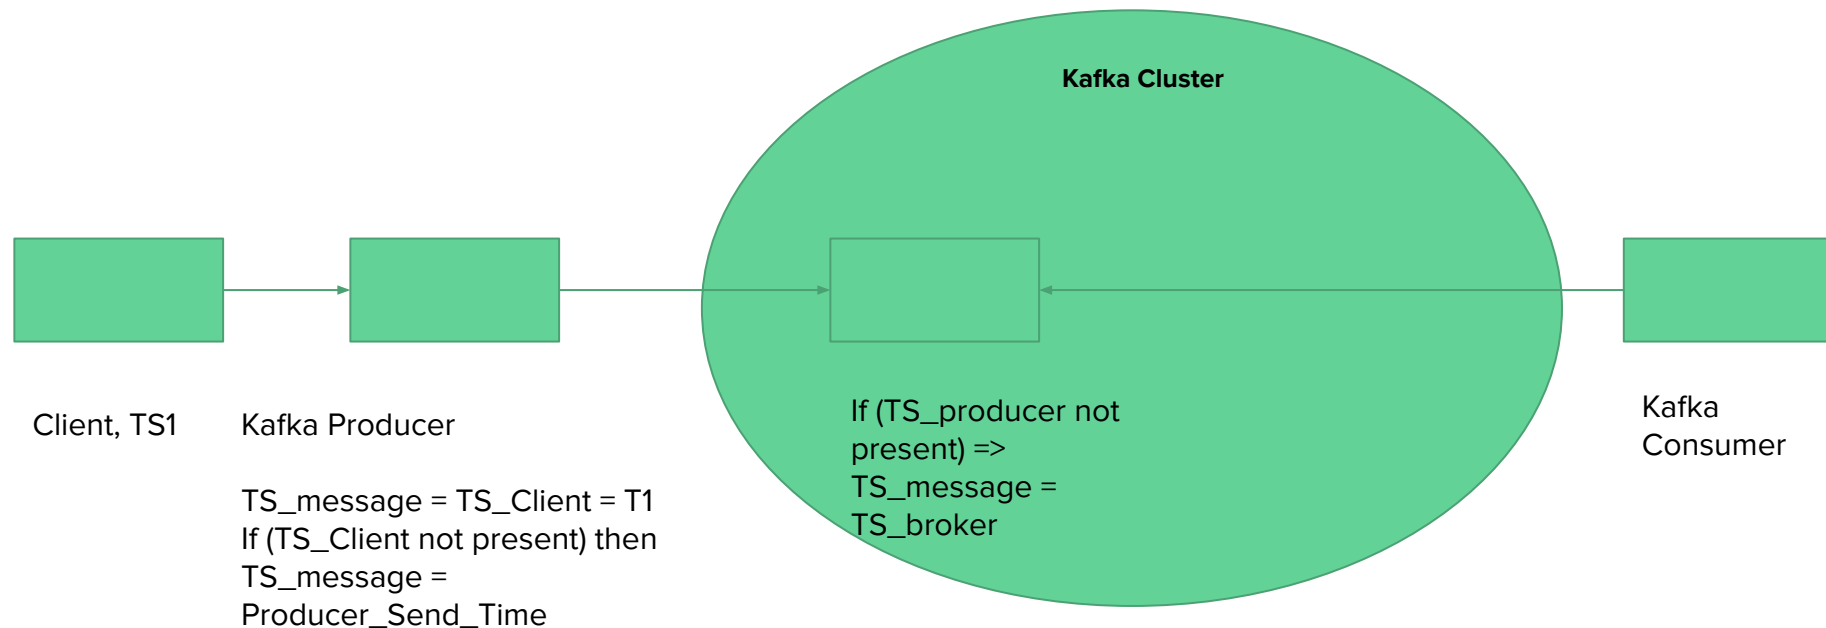 Kafka Cluster
Client, TS1
Kafka Producer
TS_message = TS_Client = T1
If (TS_Client not present) then
TS_message =
Producer_Send_Time
If (TS_producer not
present) =>
TS_message =
TS_broker
Kafka
Consumer